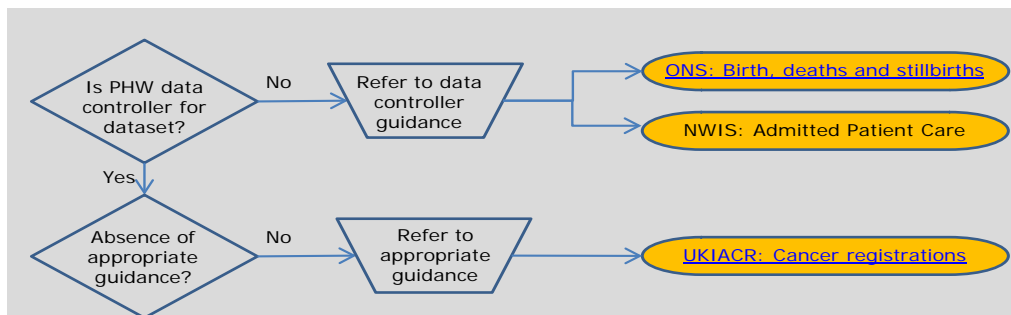 Is PHW data
controller for
dataset?
No
Refer to data
controller
guidance
ONS: Birth, deaths and stillbirths
NWIS: Admitted Patient Care
Yes
Absence of
appropriate
guidance?
No
Refer to
appropriate
guidance
UKIACR: Cancer registrations